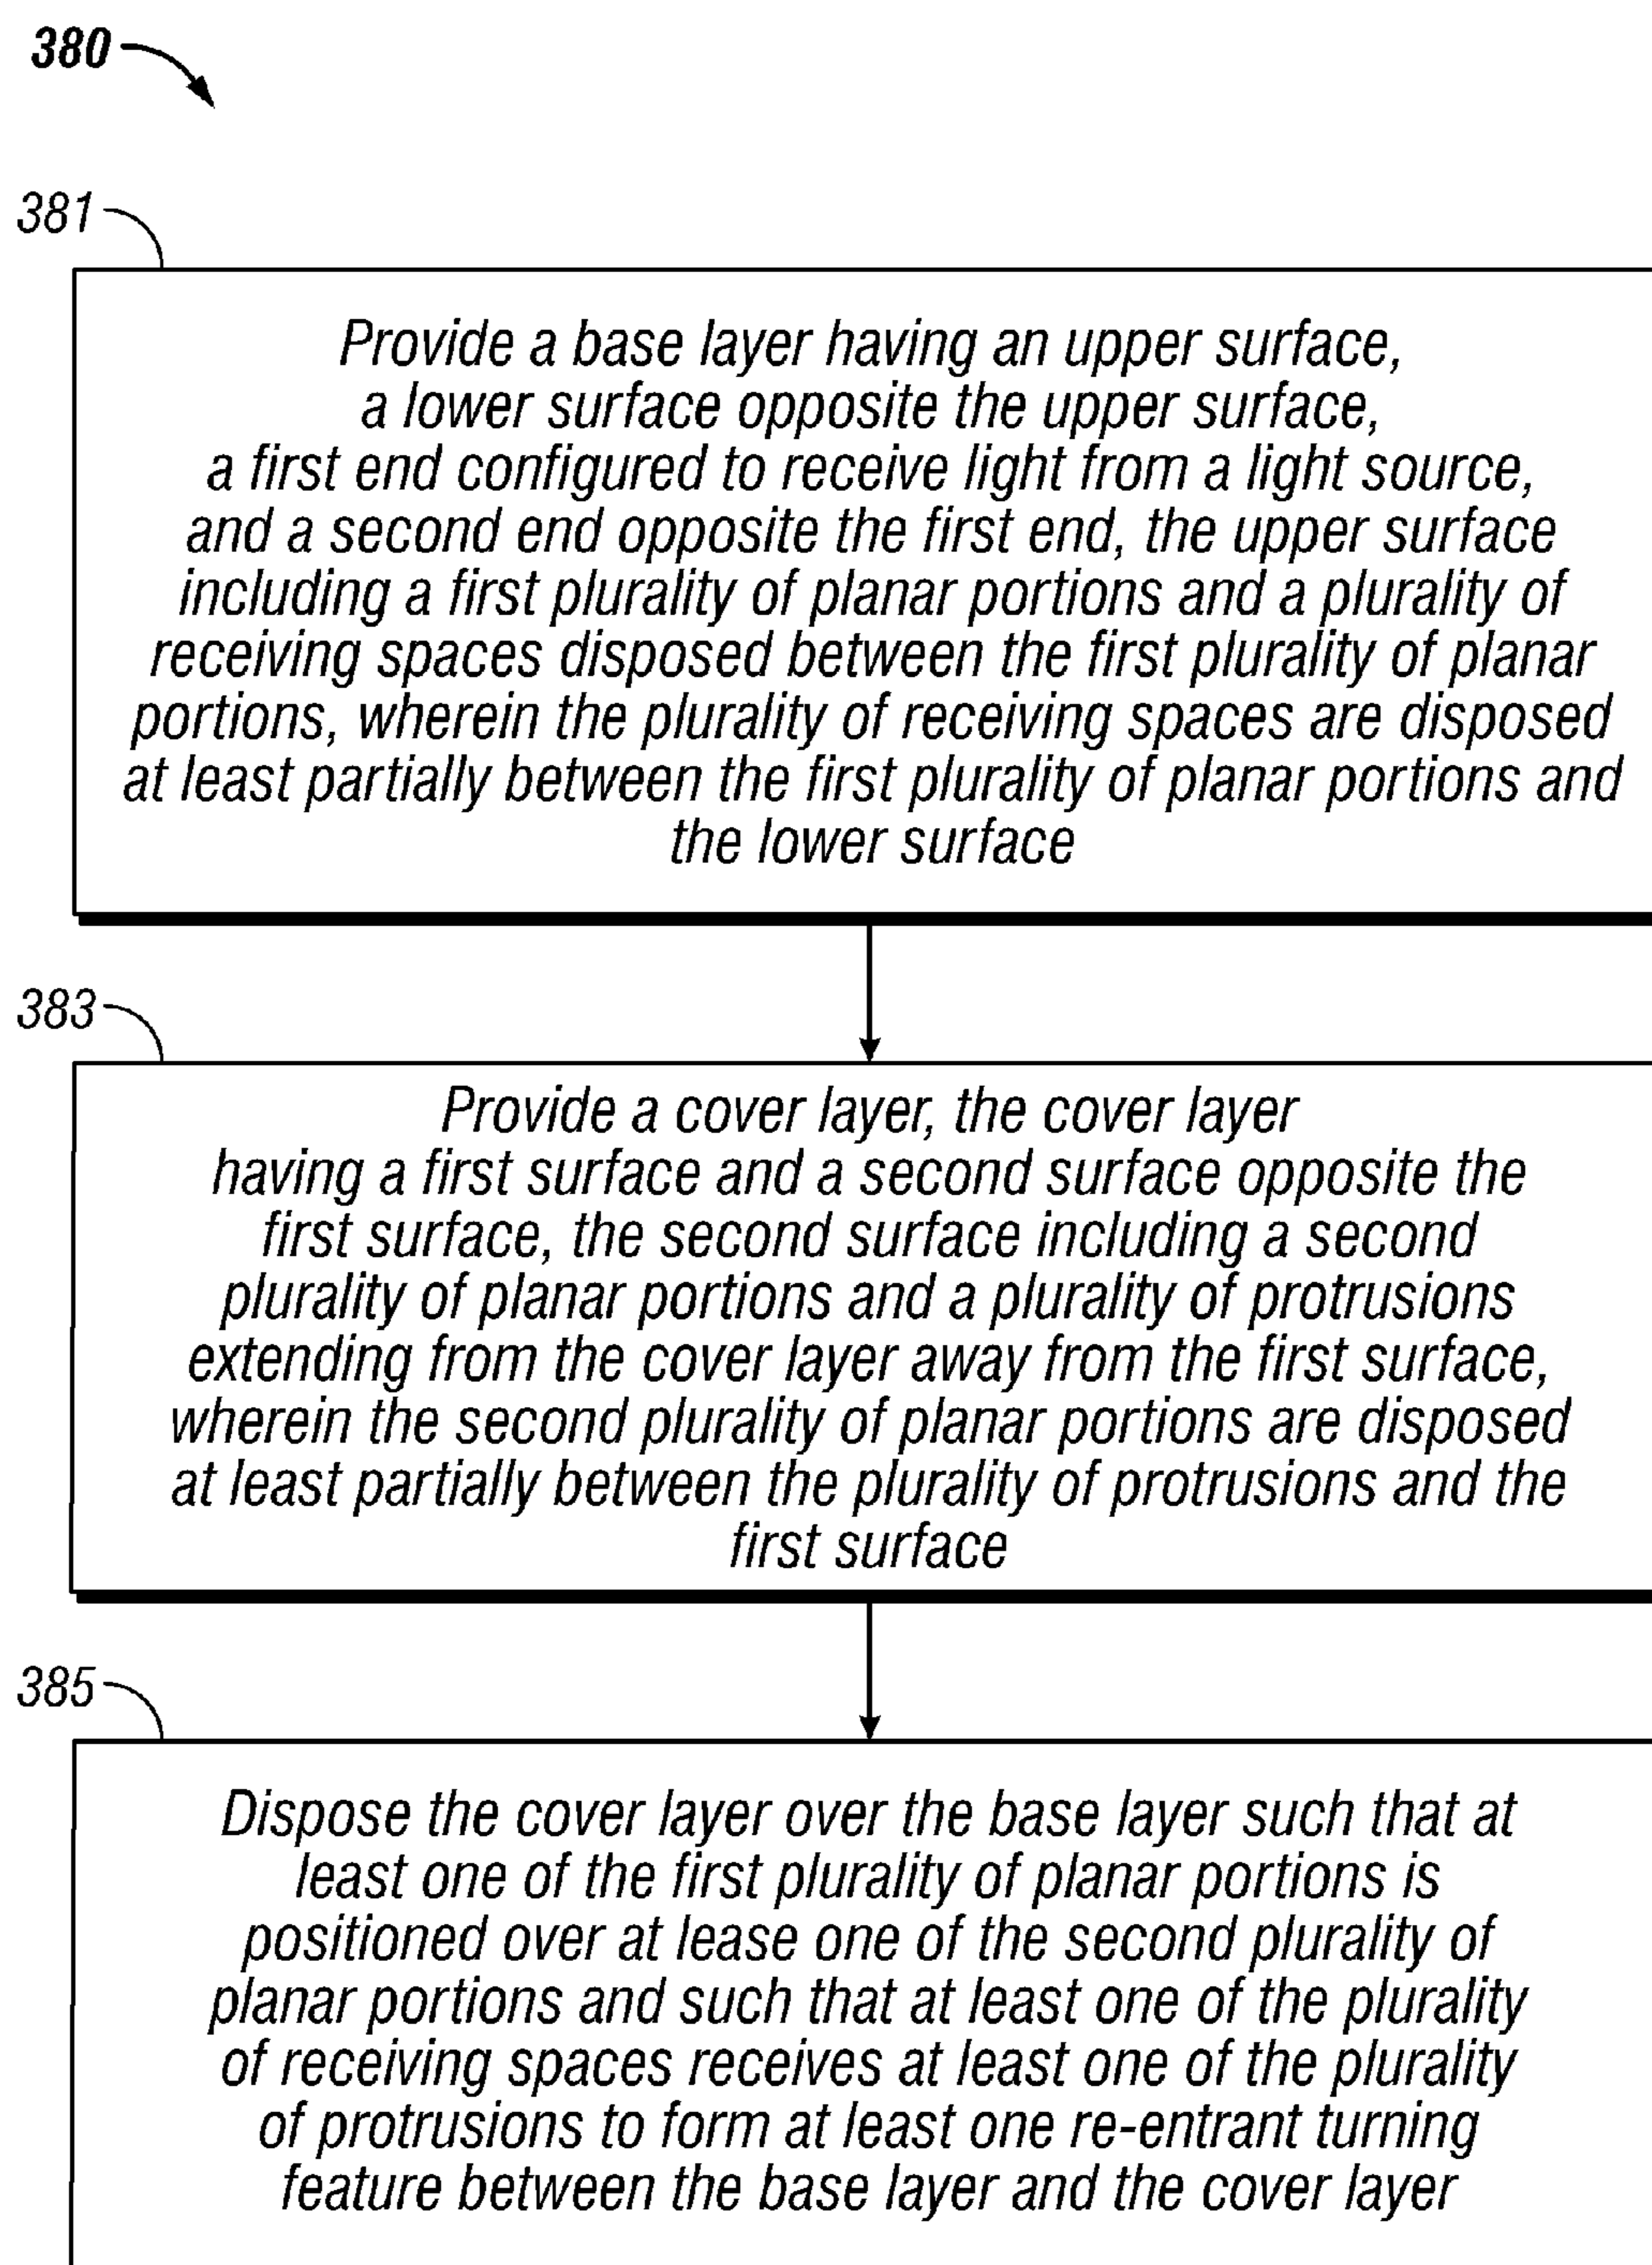 380
381
Provide a base layer having an upper surface,
a lower surface opposite the upper surface,
a first end configured to receive light from a light source,
and a second end opposite the first end, the upper surface
including a first plurality of planar portions and a plurality of
receiving spaces disposed between the first plurality of planar
portions, wherein the plurality of receiving spaces are disposed
at least partially between the first plurality of planar portions and
the lower surface
383
Provide a cover layer, the cover layer
having a first surface and a second surface opposite the
first surface, the second surface including a second
plurality of planar portions and a plurality of protrusions
extending from the cover layer away from the first surface,
wherein the second plurality of planar portions are disposed
at least partially between the plurality of protrusions and the
first surface
385
Dispose the cover layer over the base layer such that at
least one of the first plurality of planar portions is
positioned over at lease one of the second plurality of
planar portions and such that at least one of the plurality
of receiving spaces receives at least one of the plurality
of protrusions to form at least one re-entrant turning
feature between the base layer and the cover layer